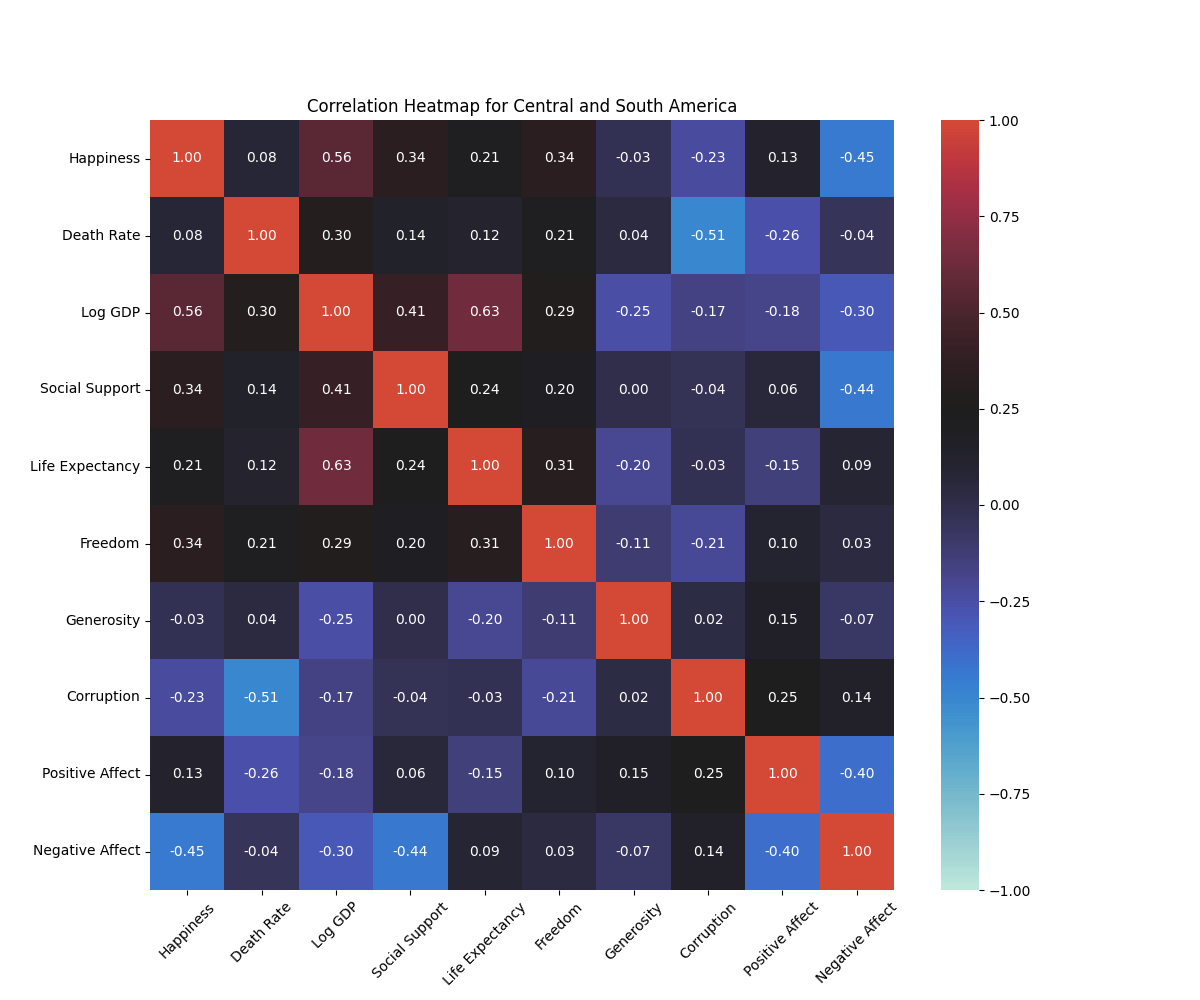 Correlation Heatmap for Central and South America
Happiness 1.00 0.08 0.56 0.34 0.21 0.34 -0.03 -0.23 0.13 -0.45
Death Rate 0.08 1.00 0.30 0.14 0.12 0.21 0.04 -0.51 -0.26 -0.04
Log GDP 0.56 0.30 1.00 0.41 0.63 0.29 -0.25 -0.17 -0.18 -0.30
Social Support 0.34 0.14 0.41 1.00 0.24 0.20 0.00 -0.04 0.06 -0.44
Life Expectancy 0.21 0.12 0.63 0.24 1.00 0.31 -0.20 -0.03 -0.15 0.09
Freedom 0.34 0.21 0.29 0.20 0.31 1.00 -0.11 -0.21 0.10 0.03
Generosity -0.03 0.04 -0.25 0.00 -0.20 -0.11 1.00 0.02 0.15 -0.07
Corruption -0.23 -0.51 -0.17 -0.04 -0.03 -0.21 0.02 1.00 0.25 0.14
Positive Affect 0.13 -0.26 -0.18 0.06 -0.15 0.10 0.15 0.25 1.00 -0.40
Negative Affect -0.45 -0.04 -0.30 -0.44 0.09 0.03 -0.07 0.14 -0.40 1.00
Happiness Death Rate Log GDP Social Support Life Expectancy Freedom Generosity Corruption Positive Affect Negative Affect
1.00
0.75
0.50
0.25
0.00
−0.25
−0.50
−0.75
−1.00